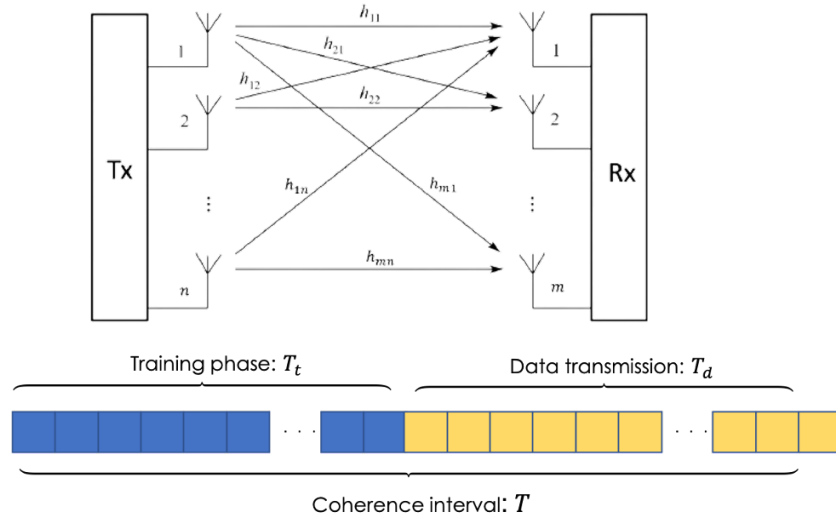 h₁₁
1
h₂₁
1
h₁₂
2
h₂₂
2
Tx
Rx
⋮
h₁ₙ
hₘ₁
⋮
n
hₘₙ
m
Training phase: Tₜ
Data transmission: T_d
· · ·
· · ·
Coherence interval: T